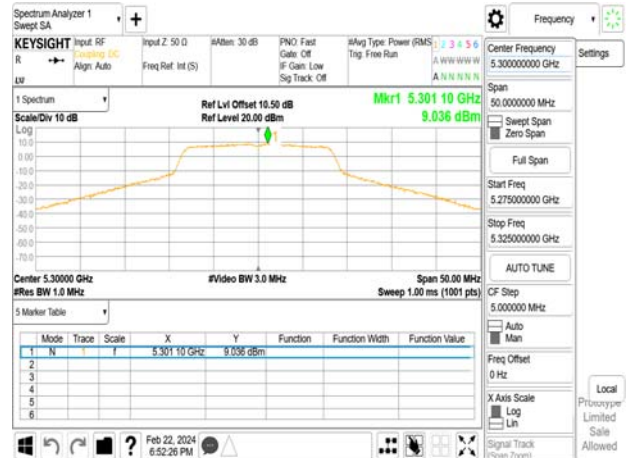 Spectrum Analyzer 1
Swept SA
+
Frequency
KEYSIGHT
R
Input: RF
Coupling: DC
Align: Auto
Input Z: 50 Ω
Freq Ref: Int (S)
#Atten: 30 dB
PNO: Fast
Gate: Off
IF Gain: Low
Sig Track: Off
#Avg Type: Power (RMS
Trig: Free Run
1 2 3 4 5 6
A W W W W W
A N N N N N
1 Spectrum
Scale/Div 10 dB
Ref Lvl Offset 10.50 dB
Ref Level 20.00 dBm
Mkr1 5.301 10 GHz
9.036 dBm
Log
10.0
0.00
-10.0
-20.0
-30.0
-40.0
-50.0
-60.0
-70.0
1
Center 5.30000 GHz
#Res BW 1.0 MHz
#Video BW 3.0 MHz
Span 50.00 MHz
Sweep 1.00 ms (1001 pts)
5 Marker Table
Mode Trace Scale X Y Function Function Width Function Value
1 N 1 f 5.301 10 GHz 9.036 dBm
2
3
4
5
6
Feb 22, 2024
6:52:26 PM
?
Center Frequency
5.300000000 GHz
Settings
Span
50.0000000 MHz
Swept Span
Zero Span
Full Span
Start Freq
5.275000000 GHz
Stop Freq
5.325000000 GHz
AUTO TUNE
CF Step
5.000000 MHz
Auto
Man
Freq Offset
0 Hz
X Axis Scale
Log
Lin
Signal Track
(Span Zoom)
Local
Prototype
Limited
Sale
Allowed